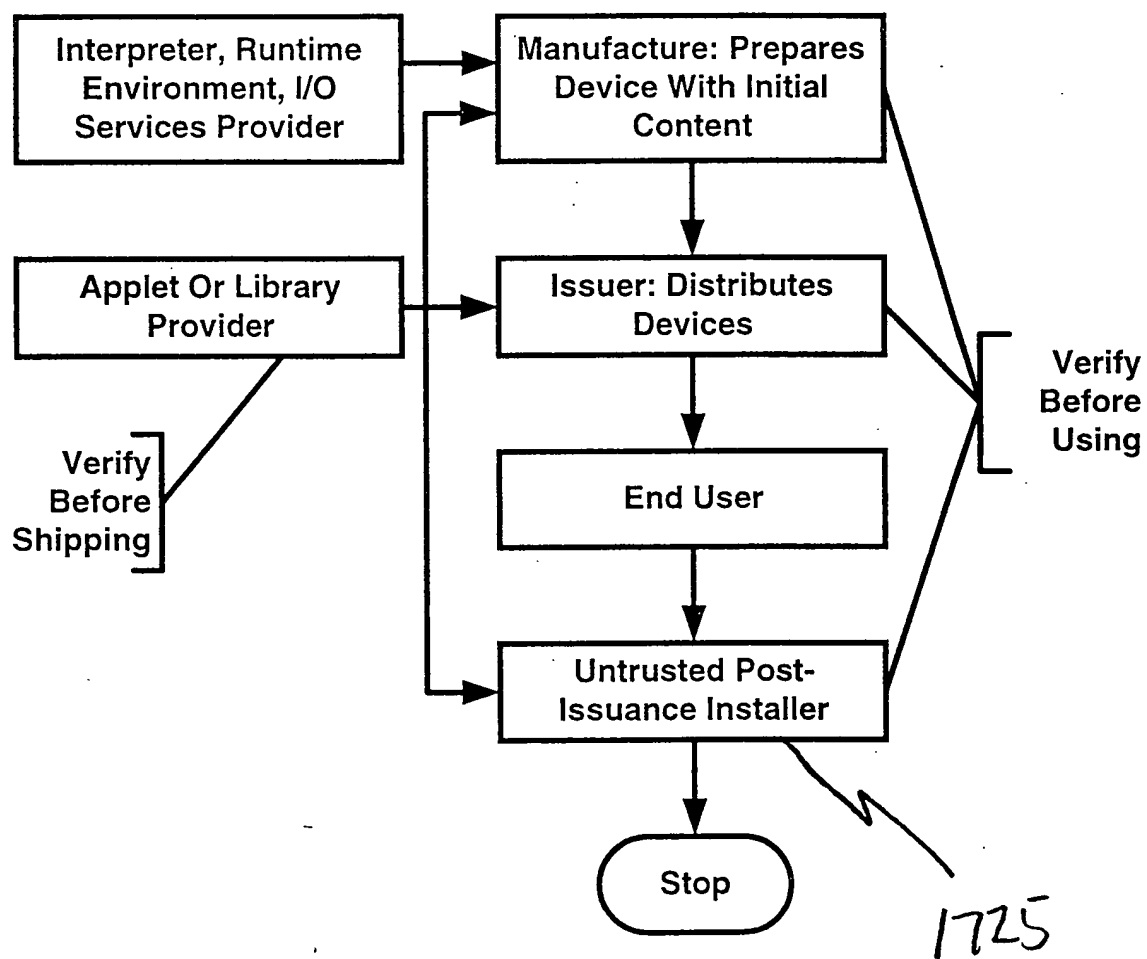 Interpreter, Runtime
Environment, I/O
Services Provider
Manufacture: Prepares
Device With Initial
Content
Applet Or Library
Provider
Issuer: Distributes
Devices
Verify
Before
Using
Verify
Before
Shipping
End User
Untrusted Post-
Issuance Installer
Stop
1725